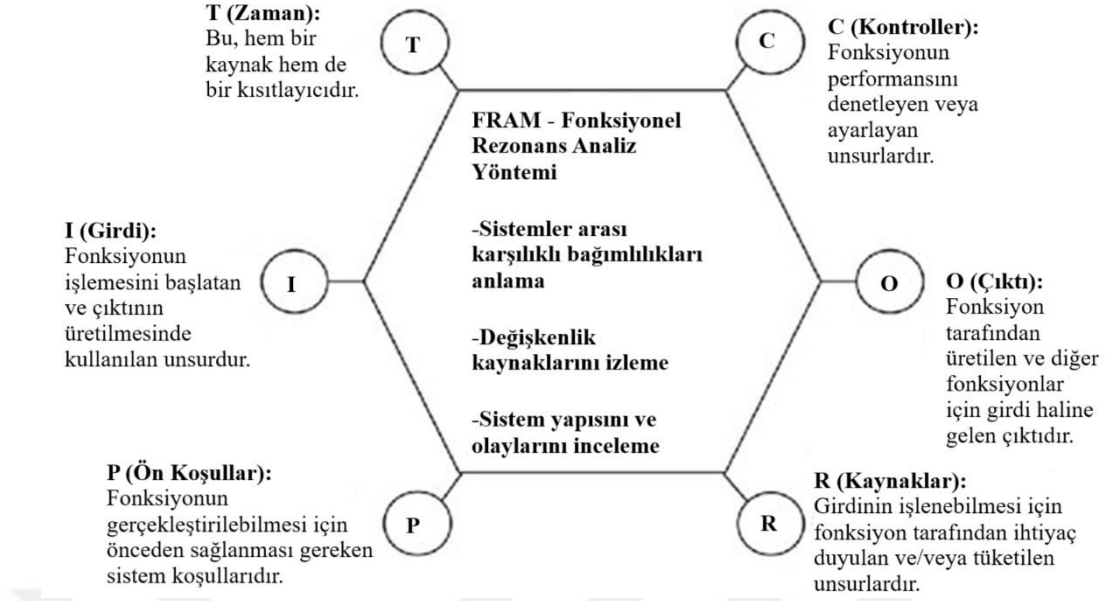 T (Zaman):
Bu, hem bir
kaynak hem de
bir kısıtlayıcıdır.
T
C
C (Kontroller):
Fonksiyonun
performansını
denetleyen veya
ayarlayan
unsurlardır.
FRAM - Fonksiyonel
Rezonans Analiz
Yöntemi
-Sistemler arası
karşılıklı bağımlılıkları
anlama
-Değişkenlik
kaynaklarını izleme
-Sistem yapısını ve
olaylarını inceleme
I (Girdi):
Fonksiyonun
işlemesini başlatan
ve çıktının
üretilmesinde
kullanılan unsurdur.
I
O
O (Çıktı):
Fonksiyon
tarafından
üretilen ve diğer
fonksiyonlar
için girdi haline
gelen çıktıdır.
P (Ön Koşullar):
Fonksiyonun
gerçekleştirilebilmesi için
önceden sağlanması gereken
sistem koşullarıdır.
P
R
R (Kaynaklar):
Girdinin işlenebilmesi için
fonksiyon tarafından ihtiyaç
duyulan ve/veya tüketilen
unsurlardır.